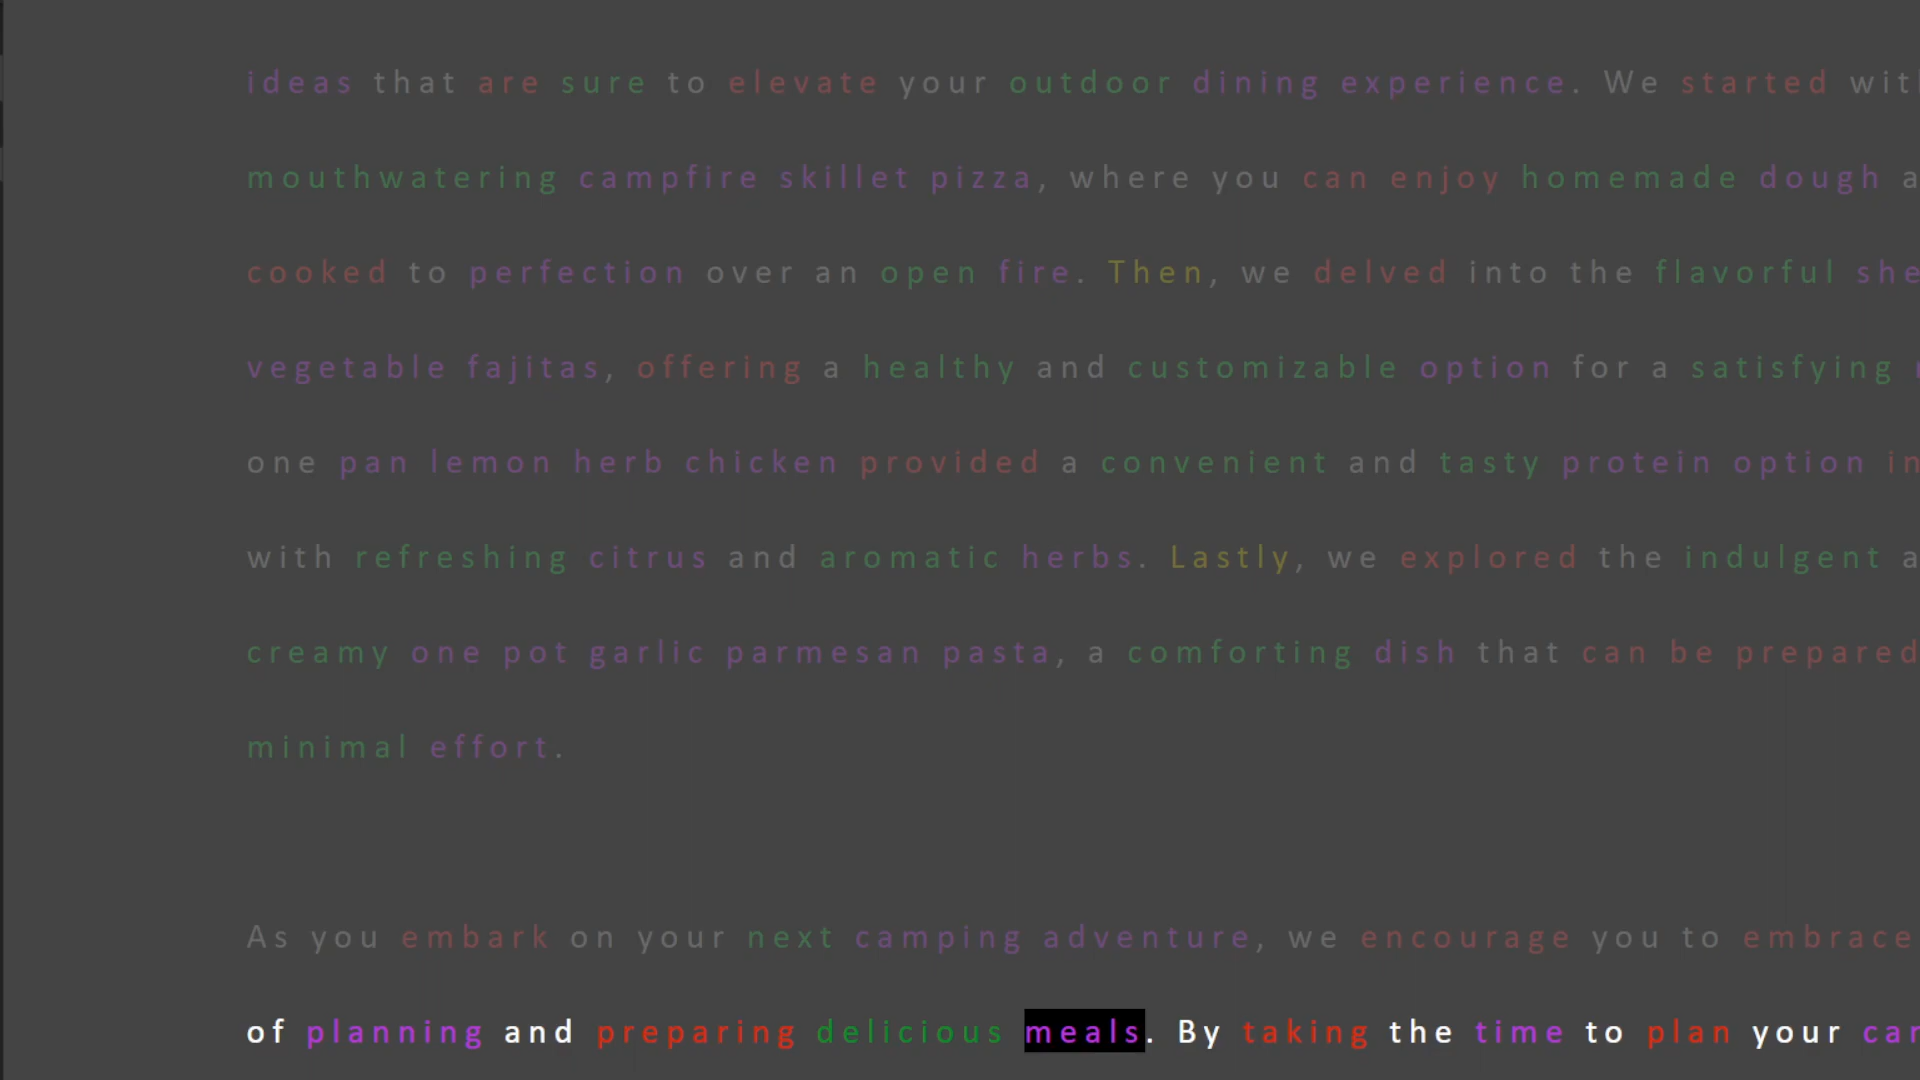 ideas that are sure to elevate your outdoor dining experience. We started
mouthwatering campfire skillet pizza, where you can enjoy homemade dough
cooked to perfection over an open fire. Then, we delved into the flavorful
vegetable fajitas, offering a healthy and customizable option for a satisfying
one pan lemon herb chicken provided a convenient and tasty protein option
with refreshing citrus and aromatic herbs. Lastly, we explored the indulgent
creamy one pot garlic parmesan pasta, a comforting dish that can be prepared
minimal effort.
As you embark on your next camping adventure, we encourage you to embrace
of planning and preparing delicious meals. By taking the time to plan your